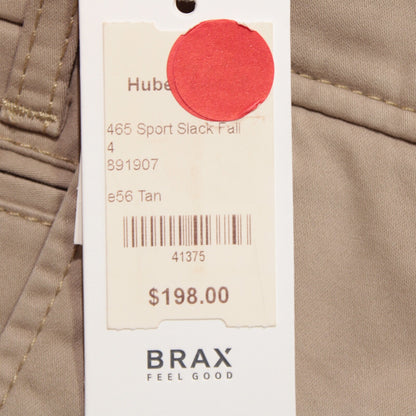 465 Sport Slack Fall
4
891907
e56 Tan
41375
$198.00
BRAX
FEEL GOOD